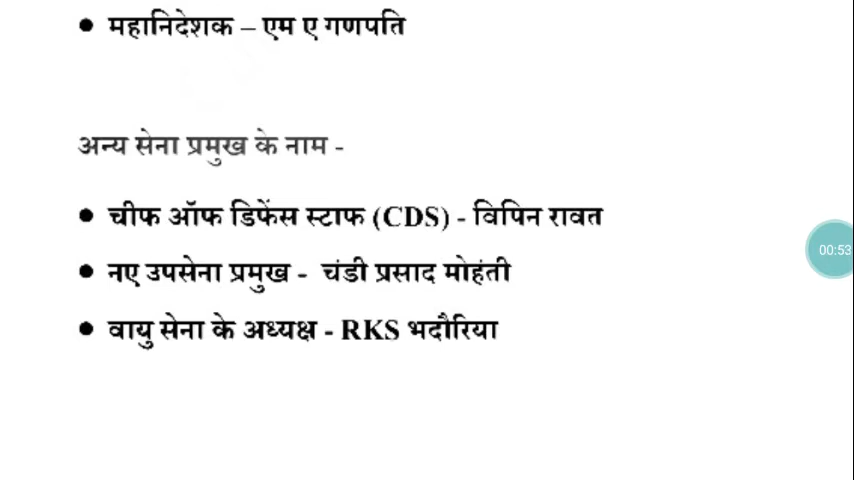 ● महानिदेशक – एम ए गणपति
अन्य सेना प्रमुख के नाम -
● चीफ ऑफ डिफेंस स्टाफ (CDS) - विपिन रावत
● नए उपसेना प्रमुख - चंडी प्रसाद मोहंती
● वायु सेना के अध्यक्ष - RKS भदौरिया
00:53